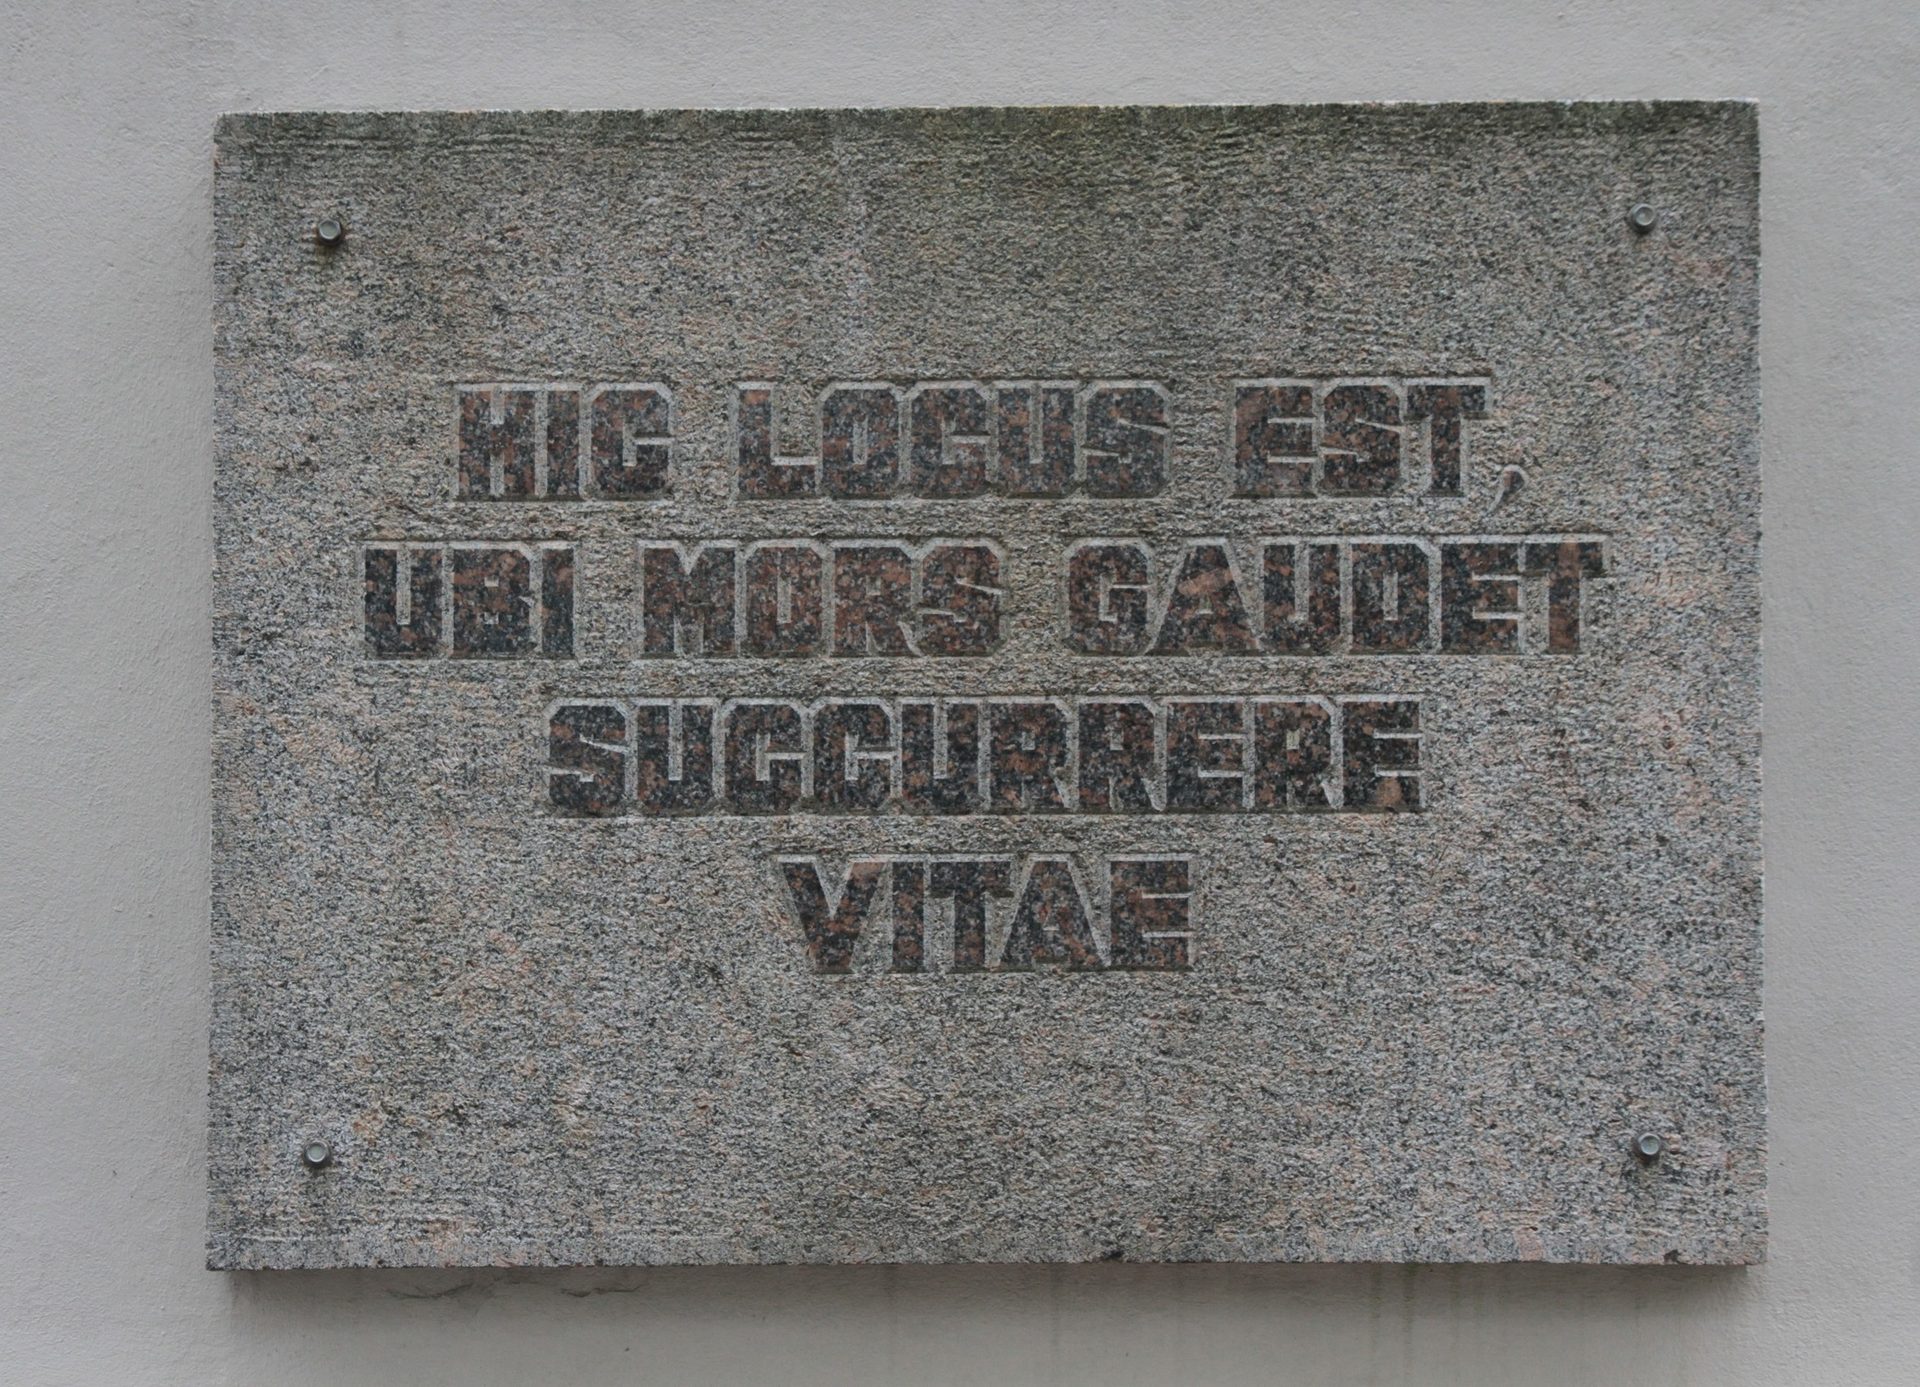 HIC LOCUS EST,
UBI MORS GAUDET
SUCCURRERE
VITAE